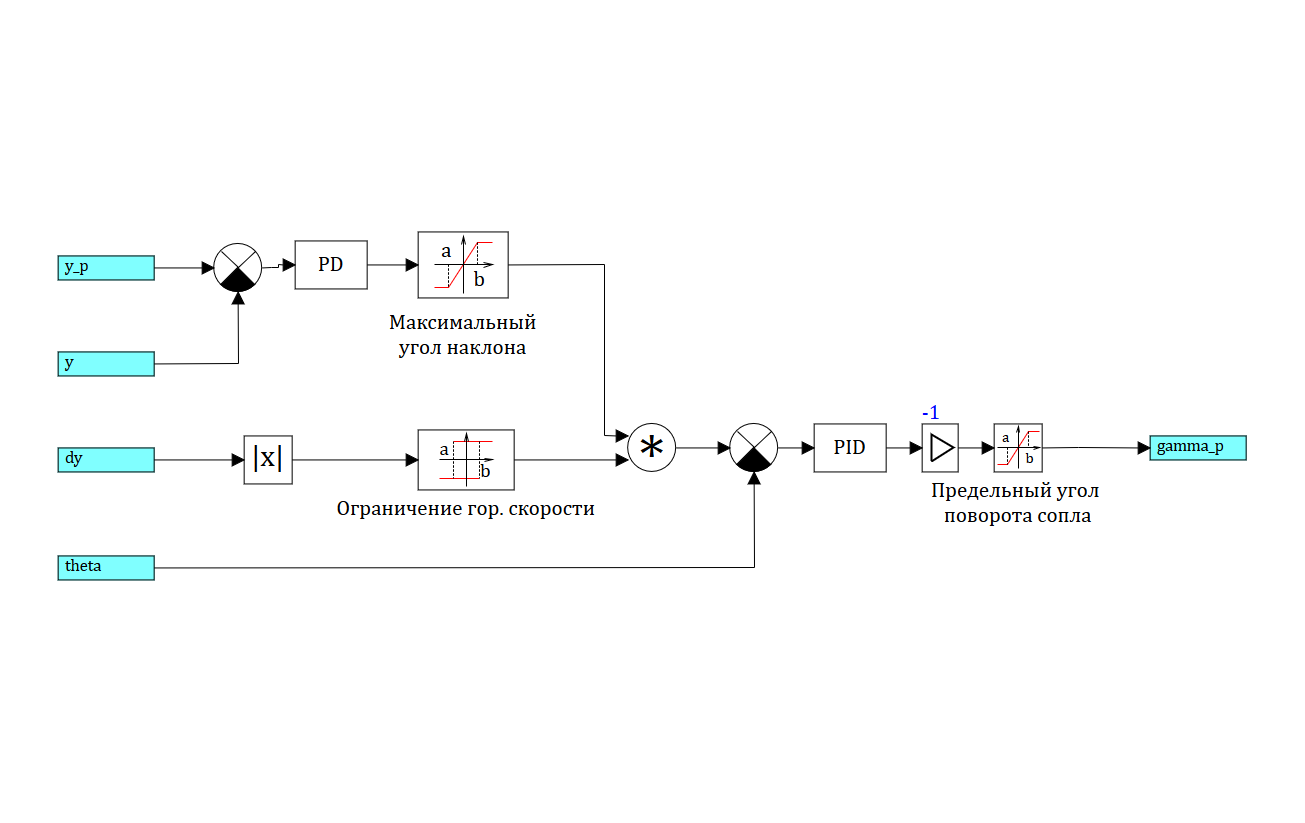 y_p
PD
a
b
Максимальный
угол наклона
y
dy
|x|
a
b
Ограничение гор. скорости
*
PID
-1
a
b
Предельный угол
поворота сопла
gamma_p
theta